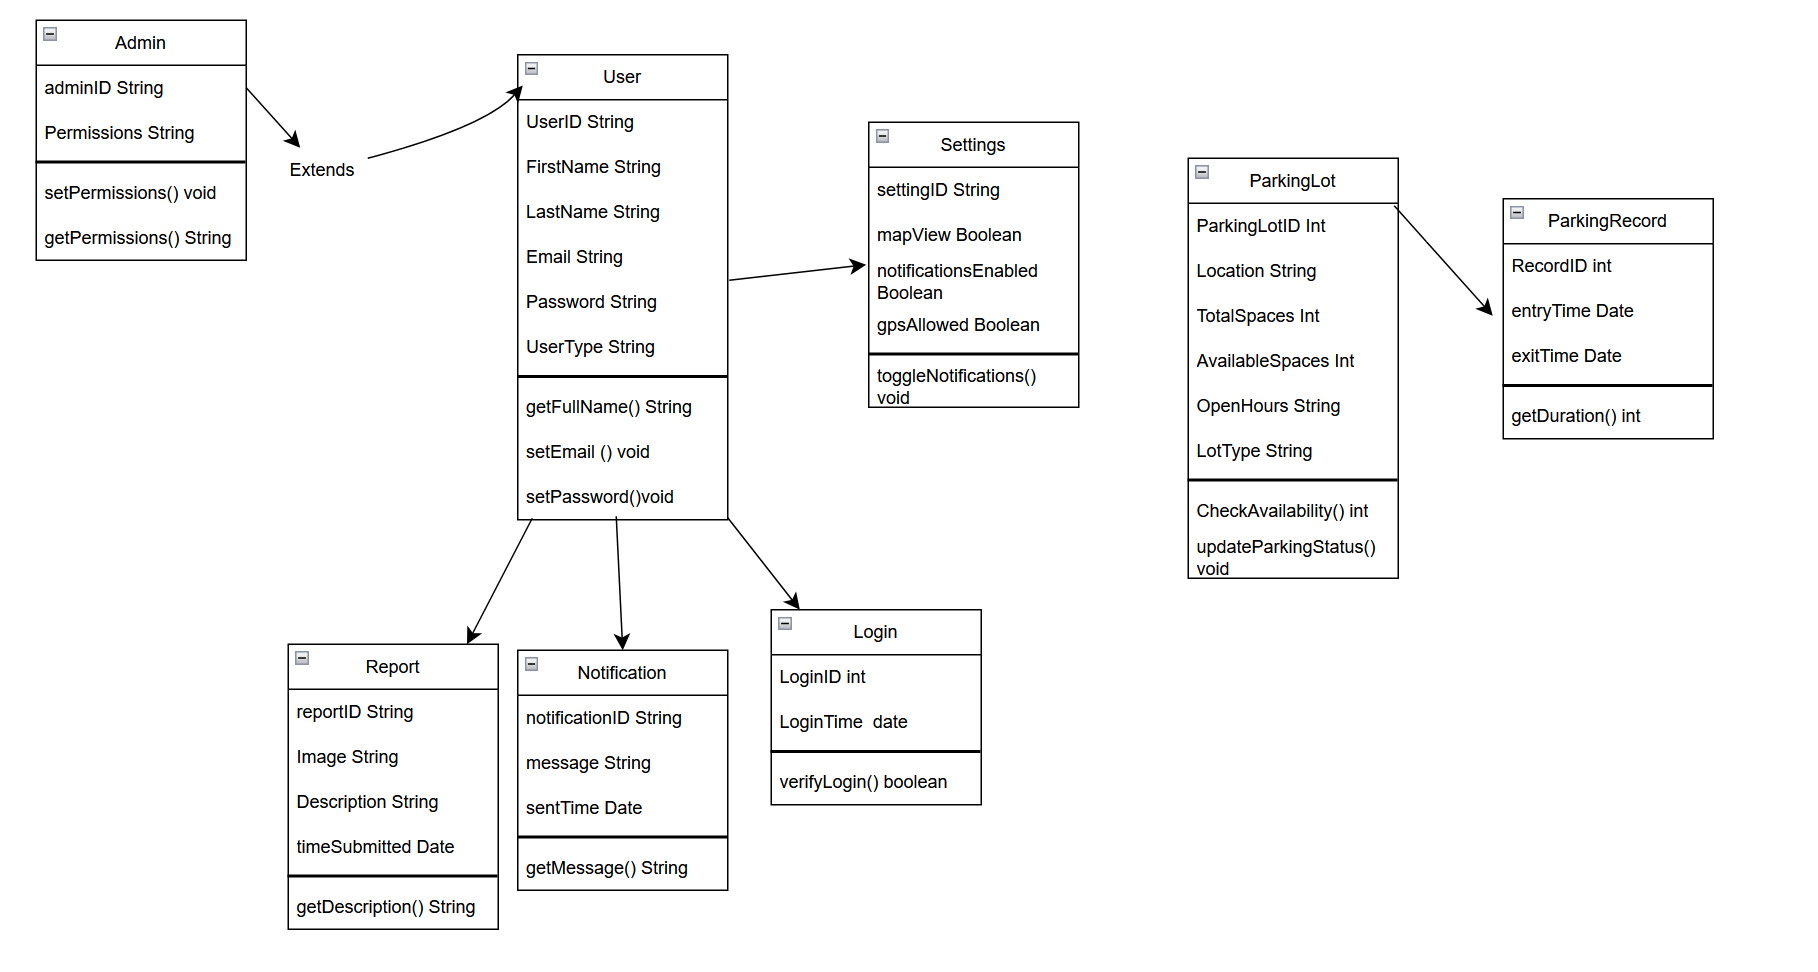 Admin
adminID String
Permissions String
setPermissions() void
getPermissions() String
Extends
User
UserID String
FirstName String
LastName String
Email String
Password String
UserType String
getFullName() String
setEmail () void
setPassword()void
Settings
settingID String
mapView Boolean
notificationsEnabled
Boolean
gpsAllowed Boolean
toggleNotifications()
void
ParkingLot
ParkingLotID Int
Location String
TotalSpaces Int
AvailableSpaces Int
OpenHours String
LotType String
CheckAvailability() int
updateParkingStatus()
void
ParkingRecord
RecordID int
entryTime Date
exitTime Date
getDuration() int
Report
reportID String
Image String
Description String
timeSubmitted Date
getDescription() String
Notification
notificationID String
message String
sentTime Date
getMessage() String
Login
LoginID int
LoginTime  date
verifyLogin() boolean